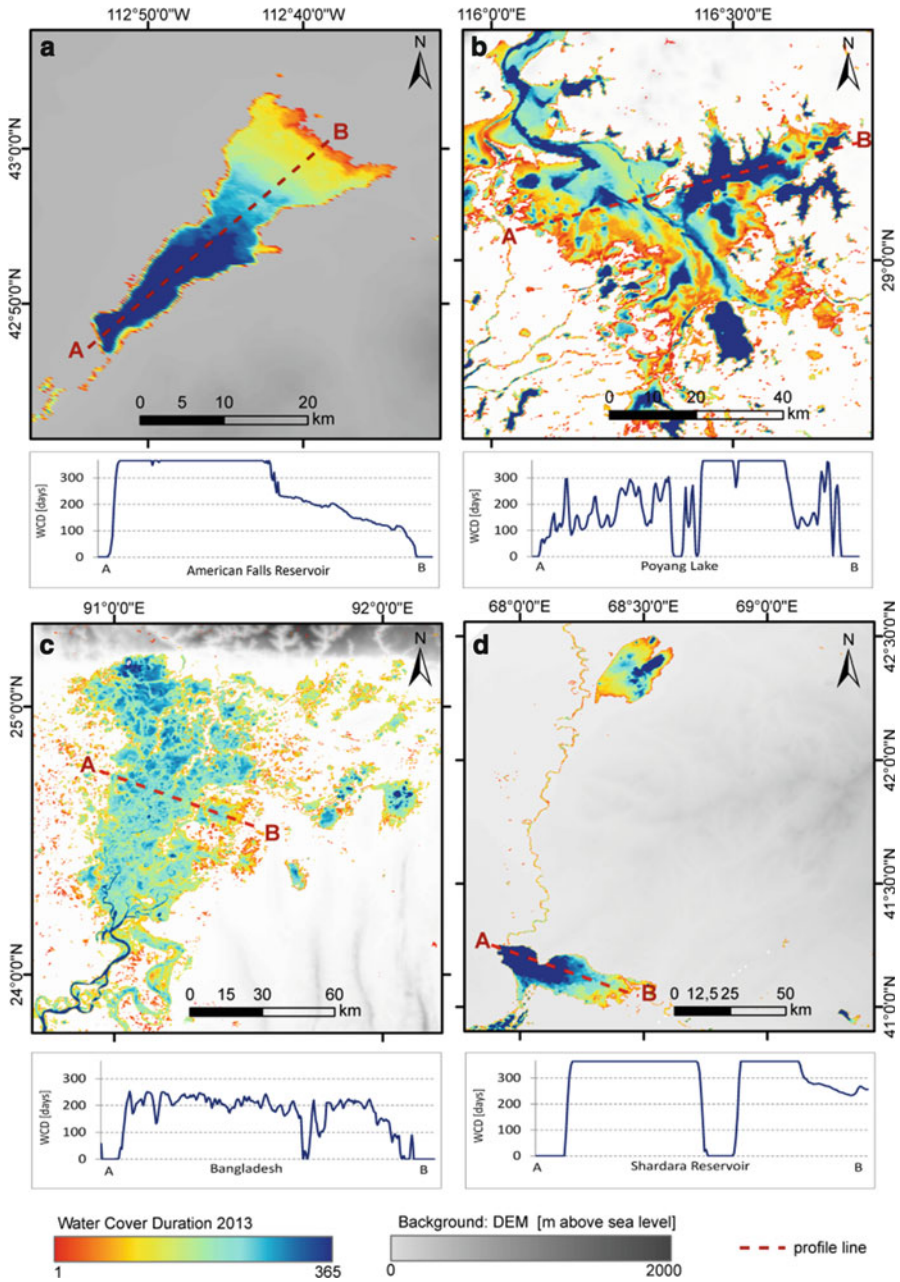 112°50'0"W 112°40'0"W
116°0'0"E 116°30'0"E
a
N
43°0'0"N
42°50'0"N
B
A
0 5 10 20
km
b
N
B
A
29°0'0"N
0 10 20 40
km
WCD [days]
300
200
100
0
A American Falls Reservoir B
WCD [days]
300
200
100
0
A Poyang Lake B
91°0'0"E 92°0'0"E
68°0'0"E 68°30'0"E 69°0'0"E
c
N
25°0'0"N
24°0'0"N
A
B
0 15 30 60
km
d
N
42°30'0"N
42°0'0"N
41°30'0"N
41°0'0"N
A
B
0 12,5 25 50
km
WCD [days]
300
200
100
0
A Bangladesh B
WCD [days]
300
200
100
0
A Shardara Reservoir B
Water Cover Duration 2013
1 365
Background: DEM [m above sea level]
0 2000
profile line